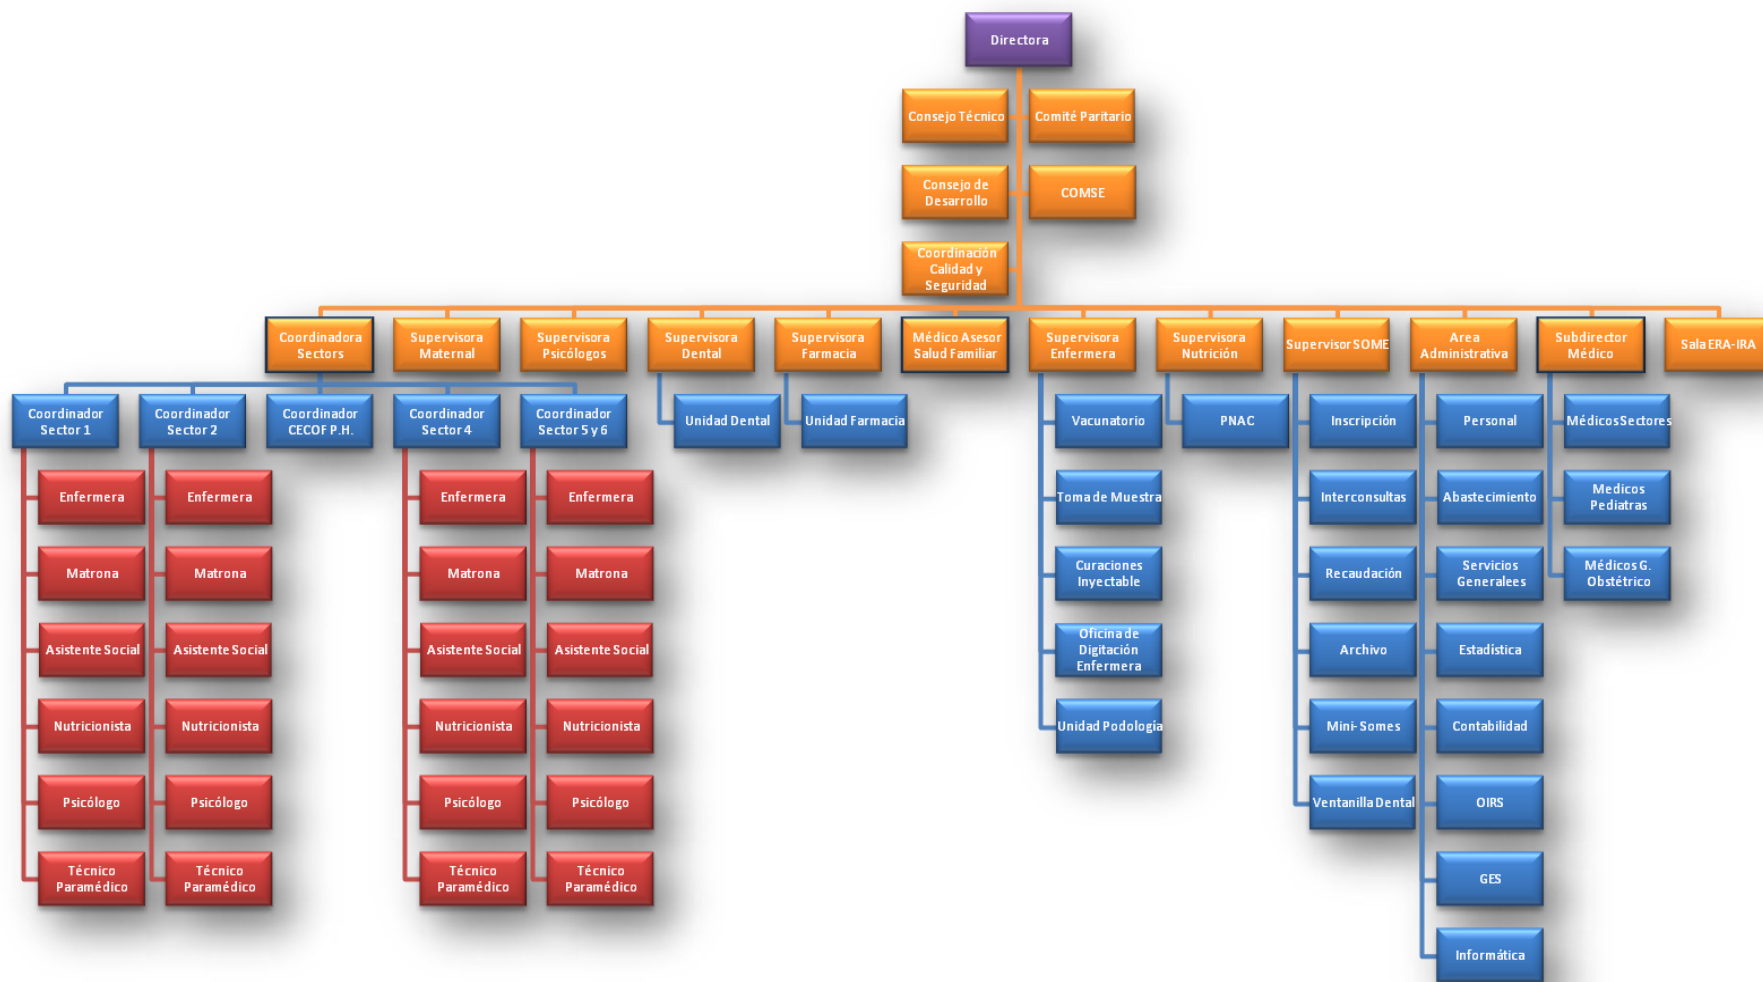 Directora
Consejo Técnico
Comité Paritario
Consejo de
Desarrollo
COMSE
Coordinación
Calidad y
Seguridad
Coordinadora
Sectors
Supervisora
Maternal
Supervisora
Psicólogos
Supervisora
Dental
Supervisora
Farmacia
Médico Asesor
Salud Familiar
Supervisora
Enfermera
Supervisora
Nutrición
Supervisor SOME
Area
Administrativa
Subdirector
Médico
Sala ERA-IRA
Coordinador
Sector 1
Coordinador
Sector 2
Coordinador
CECOF P.H.
Coordinador
Sector 4
Coordinador
Sector 5 y 6
Unidad Dental
Unidad Farmacia
Vacunatorio
PNAC
Inscripción
Personal
Médicos Sectores
Enfermera
Enfermera
Enfermera
Enfermera
Toma de Muestra
Interconsultas
Abastecimiento
Medicos
Pediatras
Matrona
Matrona
Matrona
Matrona
Curaciones
Inyectable
Recaudación
Servicios
Generalees
Médicos G.
Obstétrico
Asistente Social
Asistente Social
Asistente Social
Asistente Social
Oficina de
Digitación
Enfermera
Archivo
Estadística
Nutricionista
Nutricionista
Nutricionista
Nutricionista
Unidad Podología
Mini- Somes
Contabilidad
Psicólogo
Psicólogo
Psicólogo
Psicólogo
Ventanilla Dental
OIRS
Técnico
Paramédico
Técnico
Paramédico
Técnico
Paramédico
Técnico
Paramédico
GES
Informática